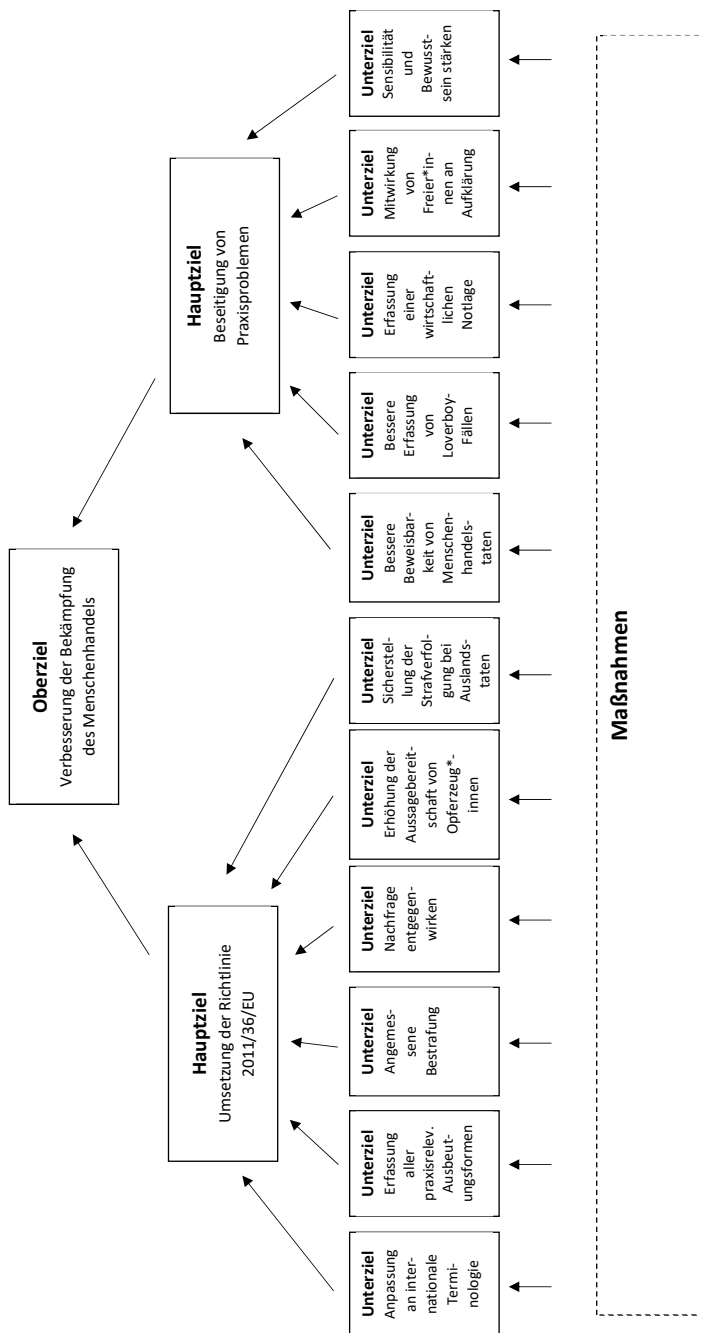 Oberziel
Verbesserung der Bekämpfung
des Menschenhandels
Hauptziel
Umsetzung der Richtlinie
2011/36/EU
Hauptziel
Beseitigung von
Praxisproblemen
Unterziel
Anpassung
an inter-
nationale
Termi-
nologie
Unterziel
Erfassung
aller
praxisrelev.
Ausbeut-
ungsformen
Unterziel
Angemes-
sene
Bestrafung
Unterziel
Nachfrage
entgegen-
wirken
Unterziel
Erhöhung der
Aussagebereit-
schaft von
Opferzeug*-
innen
Unterziel
Sicherstel-
lung der
Strafverfol-
gung bei
Auslands-
taten
Unterziel
Bessere
Beweisbar-
keit von
Menschen-
handels-
taten
Unterziel
Bessere
Erfassung
von
Loverboy-
Fällen
Unterziel
Erfassung
einer
wirtschaft-
lichen
Notlage
Unterziel
Mitwirkung
von
Freier*in-
nen an
Aufklärung
Unterziel
Sensibilität
und
Bewusst-
sein stärken
Maßnahmen